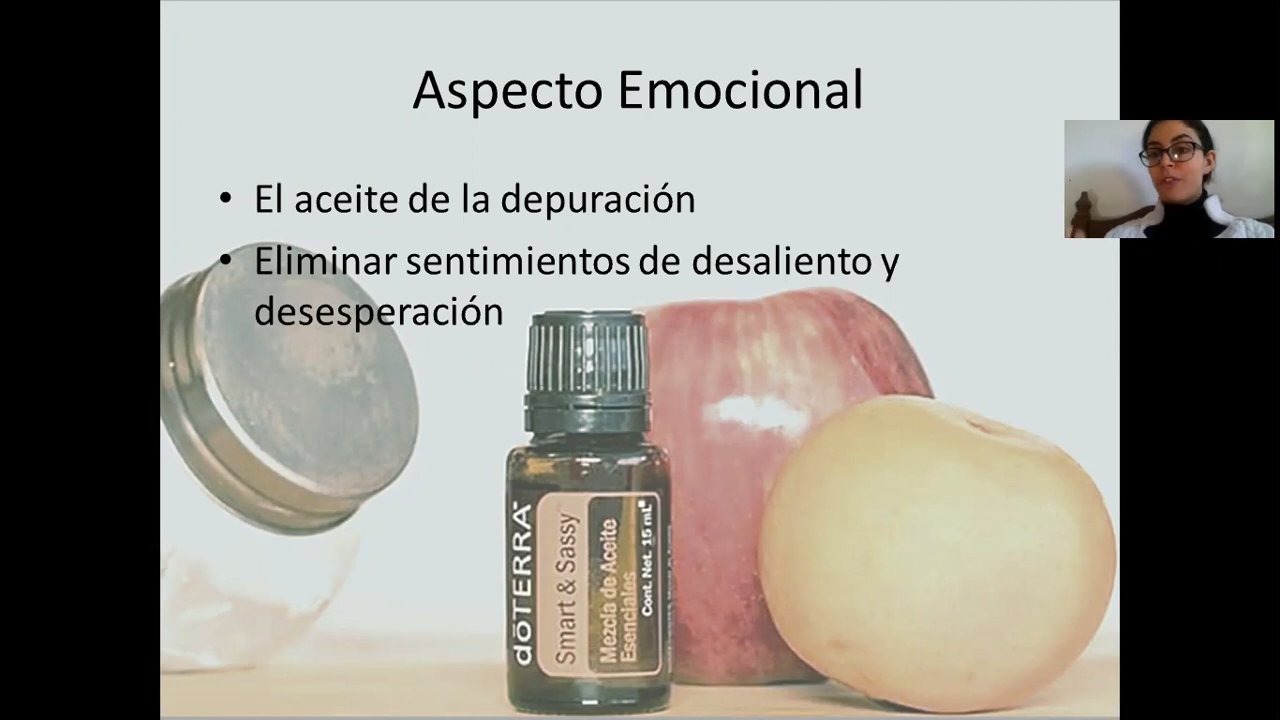 Aspecto Emocional
• El aceite de la depuración
• Eliminar sentimientos de desaliento y
desesperación
dōTERRA™
Smart & Sassy
Mezcla de Aceite
Esenciales
Cont. Net. 15 mL